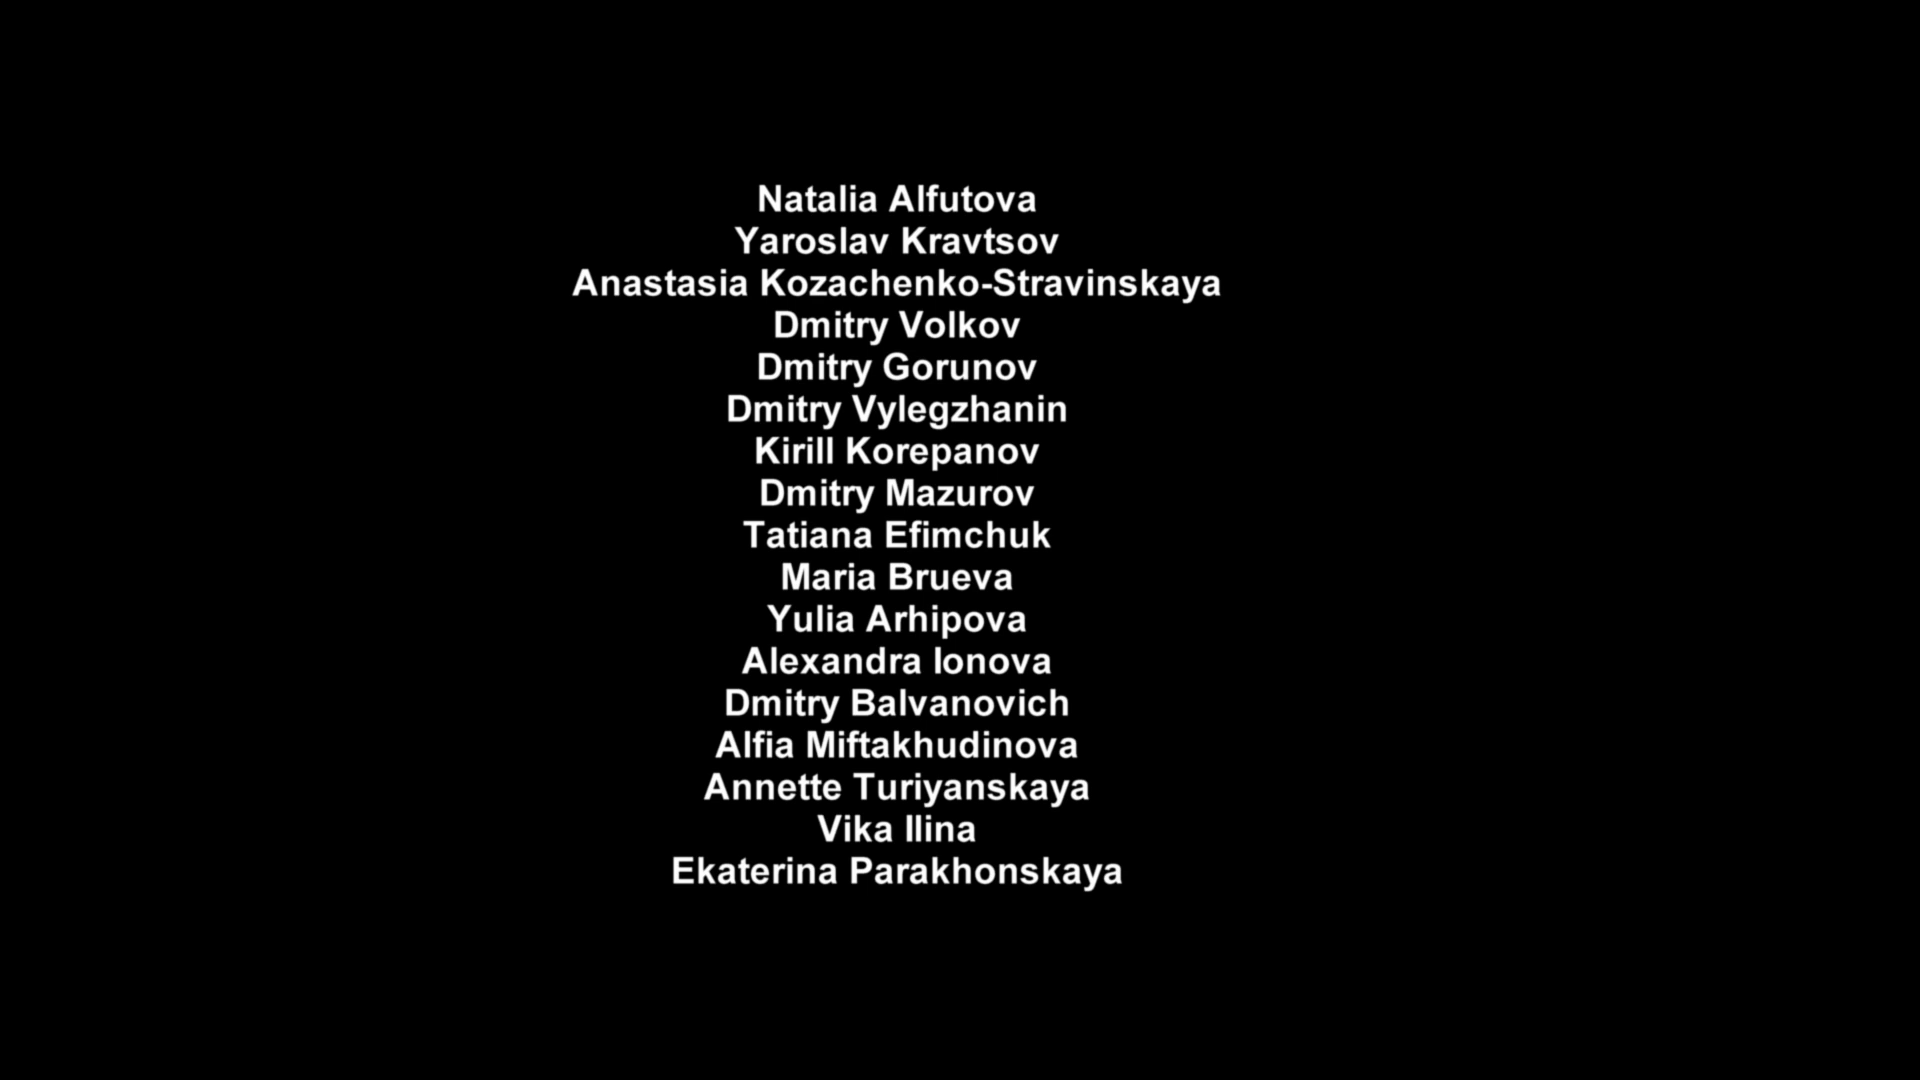 Natalia Alfutova
Yaroslav Kravtsov
Anastasia Kozachenko-Stravinskaya
Dmitry Volkov
Dmitry Gorunov
Dmitry Vylegzhanin
Kirill Korepanov
Dmitry Mazurov
Tatiana Efimchuk
Maria Brueva
Yulia Arhipova
Alexandra Ionova
Dmitry Balvanovich
Alfia Miftakhudinova
Annette Turiyanskaya
Vika Ilina
Ekaterina Parakhonskaya